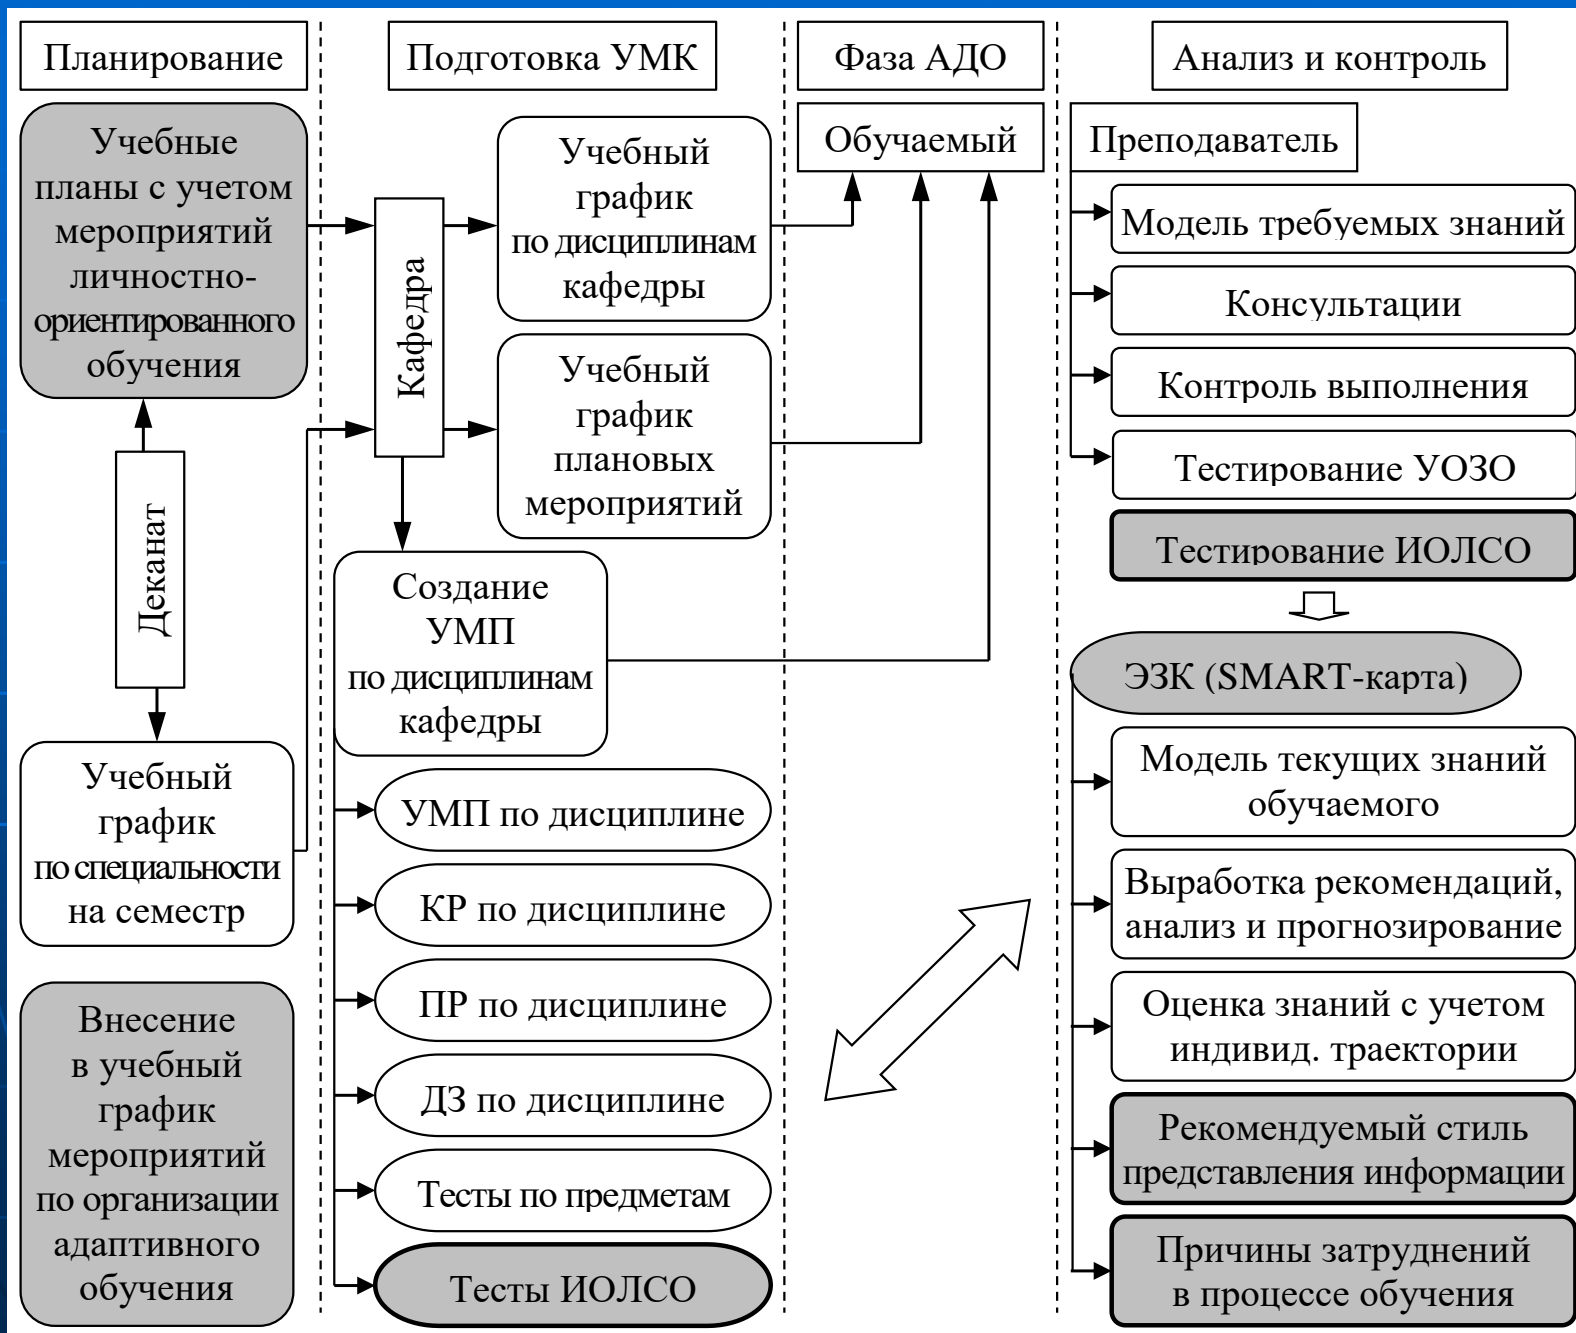 Планирование
Учебные
планы с учетом
мероприятий
личностно-
ориентированного
обучения
Деканат
Учебный
график
по специальности
на семестр
Внесение
в учебный
график
мероприятий
по организации
адаптивного
обучения
Подготовка УМК
Кафедра
Учебный
график
по дисциплинам
кафедры
Учебный
график
плановых
мероприятий
Создание
УМП
по дисциплинам
кафедры
УМП по дисциплине
КР по дисциплине
ПР по дисциплине
ДЗ по дисциплине
Тесты по предметам
Тесты ИОЛСО
Фаза АДО
Обучаемый
Анализ и контроль
Преподаватель
Модель требуемых знаний
Консультации
Контроль выполнения
Тестирование УОЗО
Тестирование ИОЛСО
ЭЗК (SMART-карта)
Модель текущих знаний
обучаемого
Выработка рекомендаций,
анализ и прогнозирование
Оценка знаний с учетом
индивид. траектории
Рекомендуемый стиль
представления информации
Причины затруднений
в процессе обучения